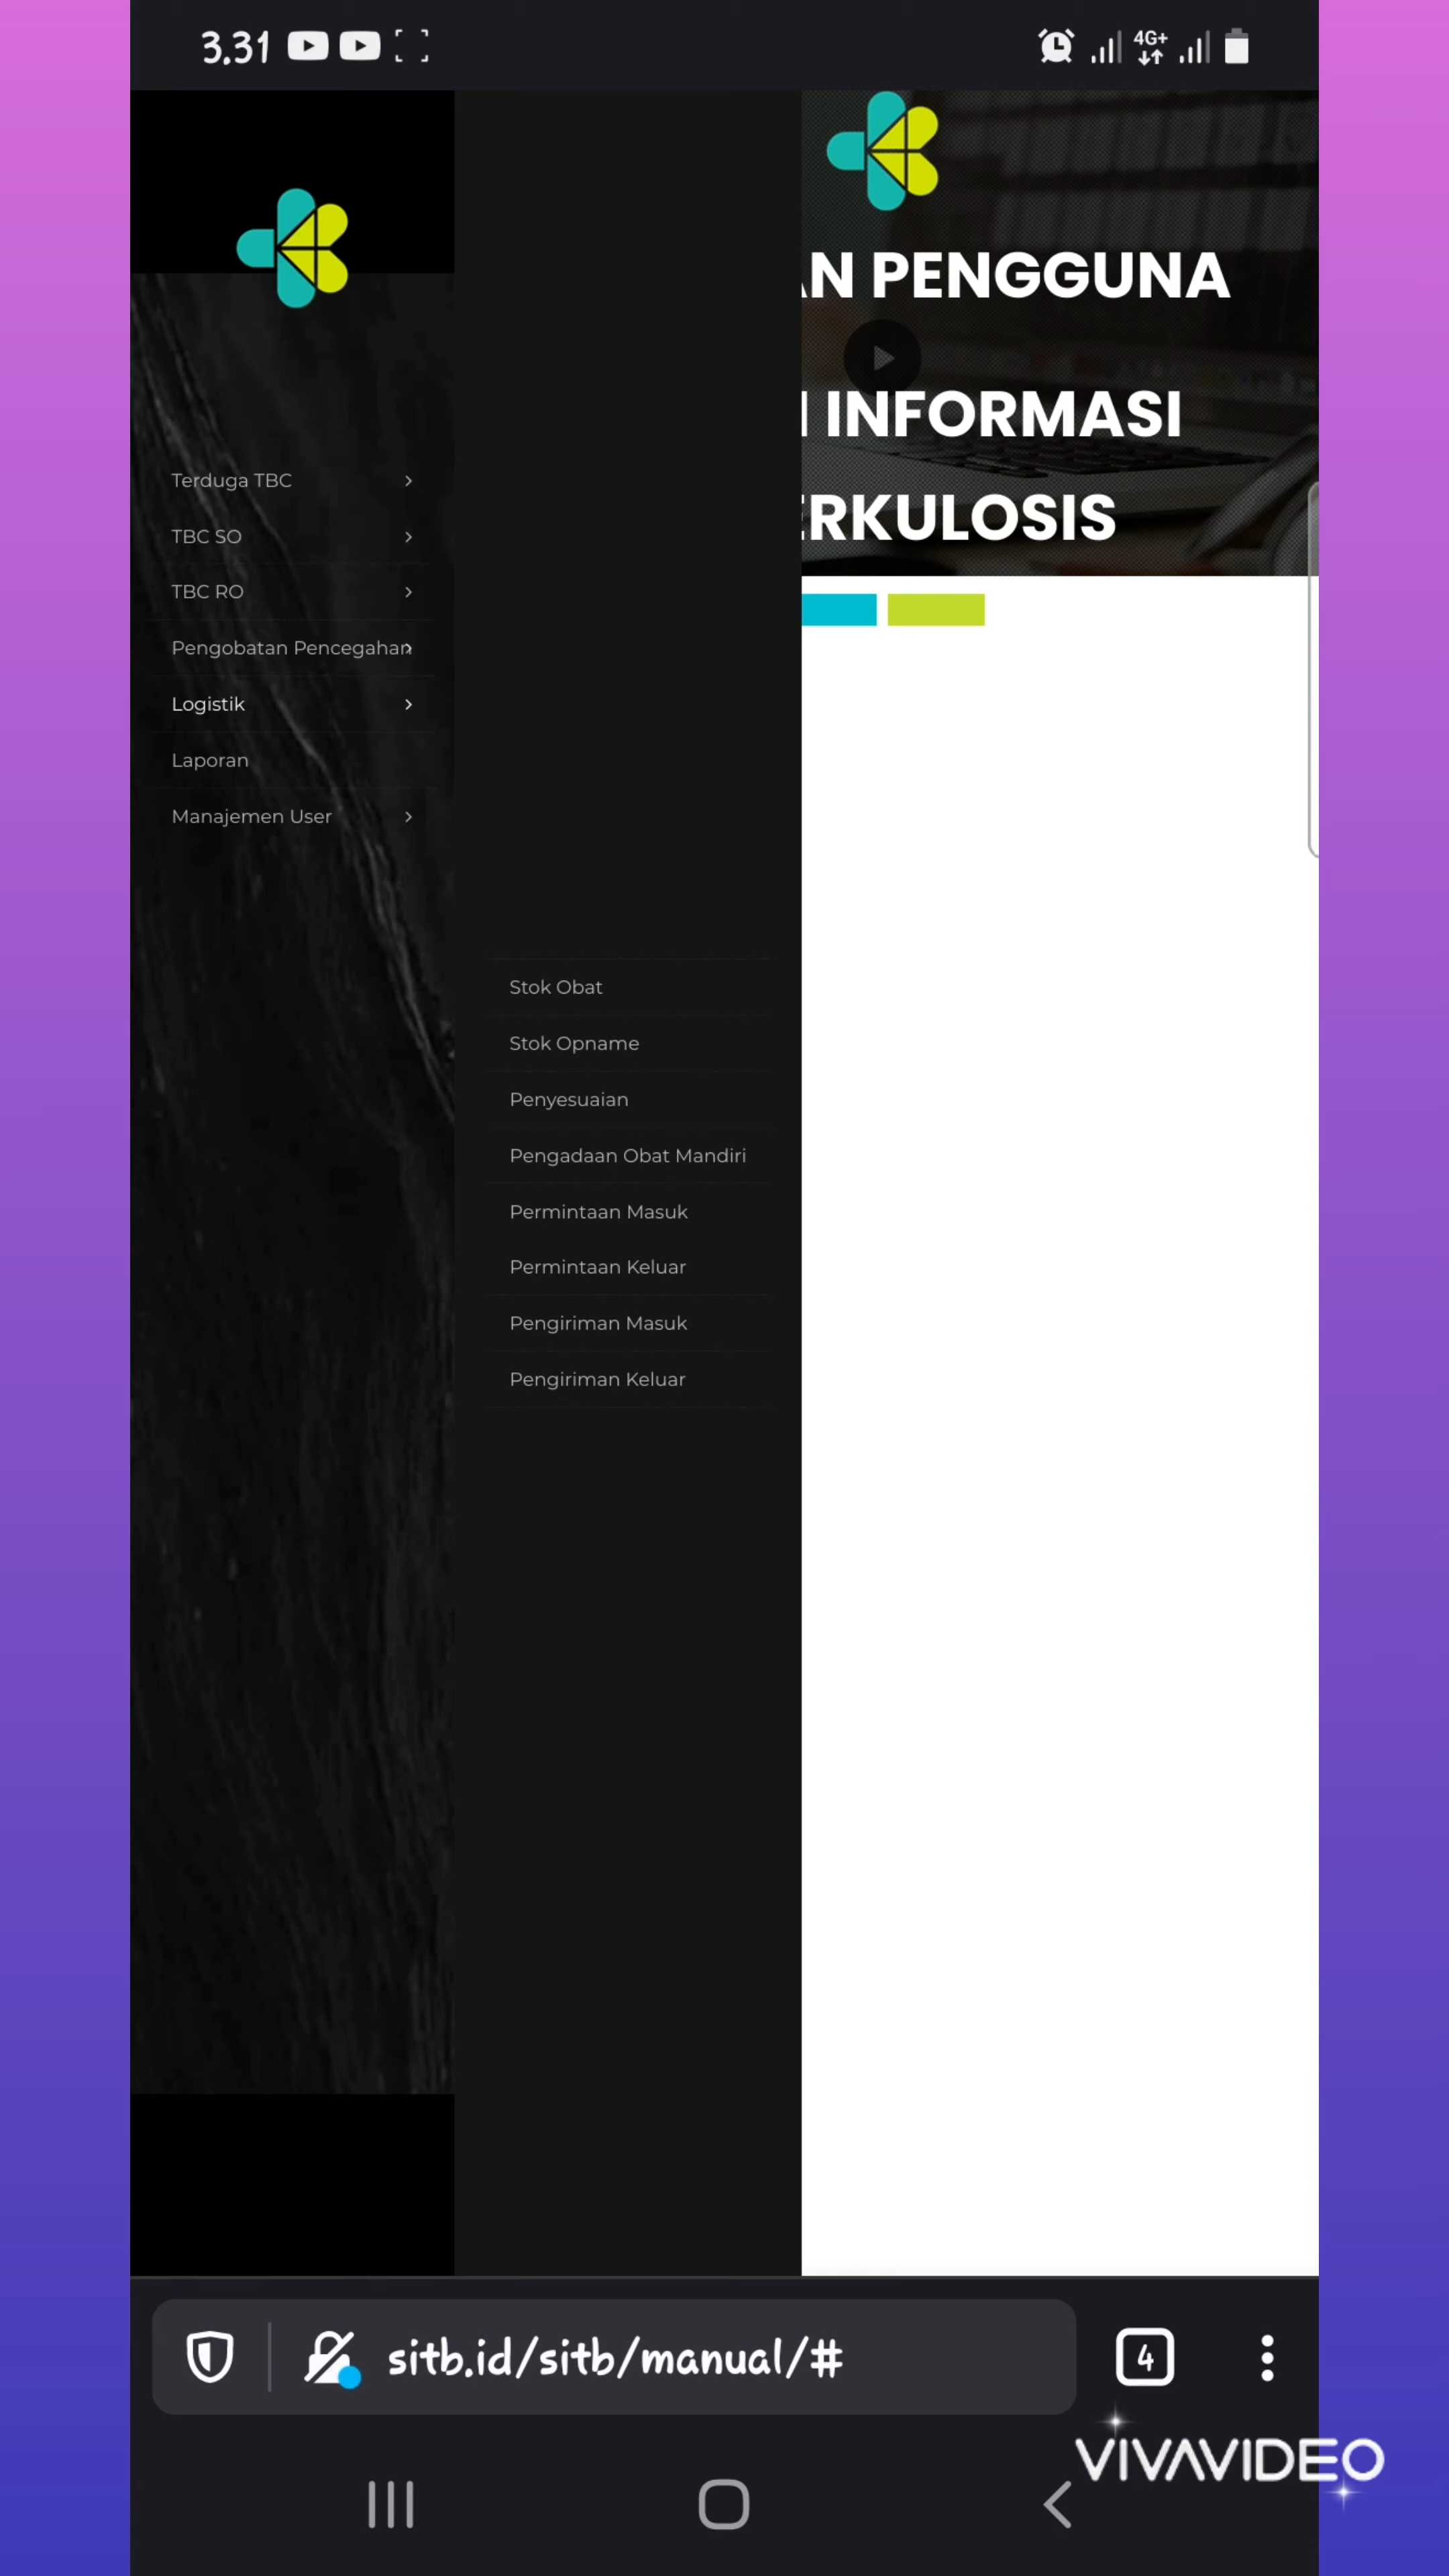 3.31
4G+
Terduga TBC
TBC SO
TBC RO
Pengobatan Pencegahan
Logistik
Laporan
Manajemen User
Stok Obat
Stok Opname
Penyesuaian
Pengadaan Obat Mandiri
Permintaan Masuk
Permintaan Keluar
Pengiriman Masuk
Pengiriman Keluar
AN PENGGUNA
INFORMASI
ERKULOSIS
sitb.id/sitb/manual/#
4
VIVAVIDEO